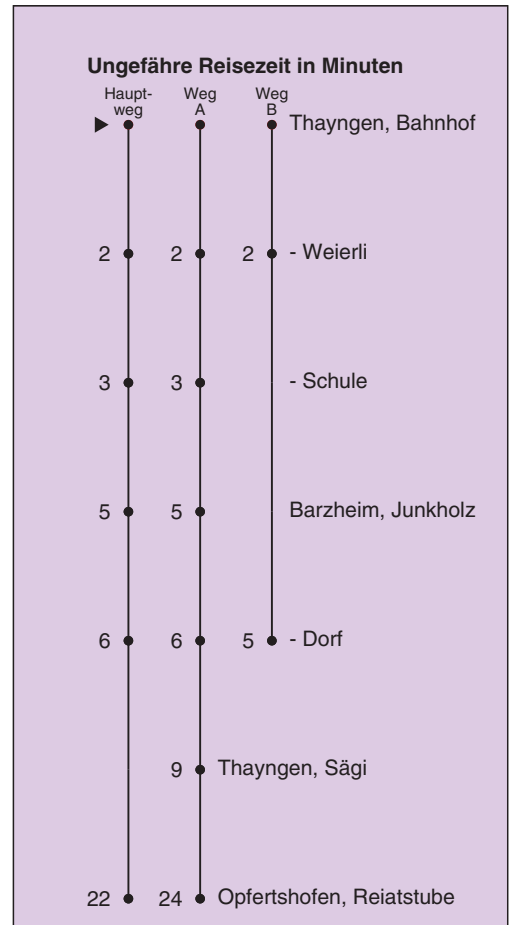 Ungefähre Reisezeit in Minuten
Haupt- Weg Weg
weg A B
Thayngen, Bahnhof
2 2 2 - Weierli
3 3 - Schule
5 5 Barzheim, Junkholz
6 6 5 - Dorf
9 Thayngen, Sägi
22 24 Opfertshofen, Reiatstube